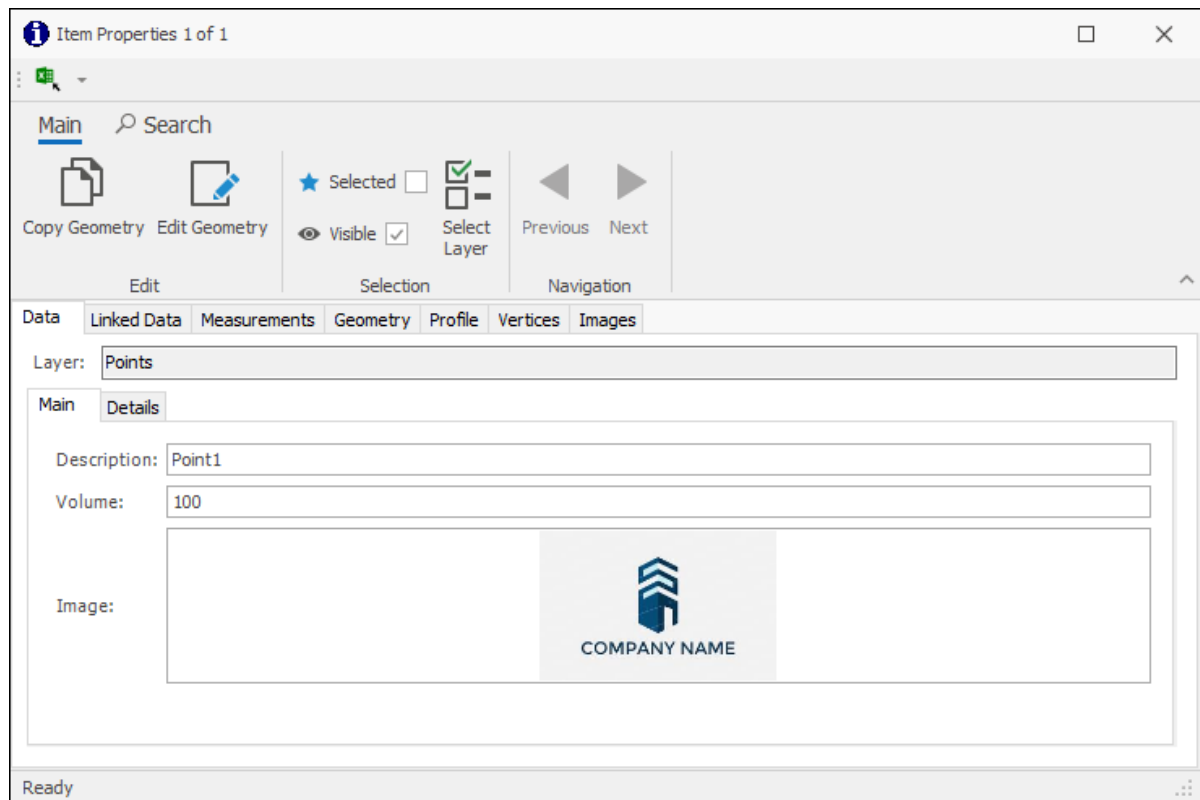 Item Properties 1 of 1
Main Search
Copy Geometry Edit Geometry
Edit
Selected
Visible
Select
Layer
Selection
Previous Next
Navigation
Data Linked Data Measurements Geometry Profile Vertices Images
Layer: Points
Main Details
Description: Point1
Volume: 100
Image:
COMPANY NAME
Ready